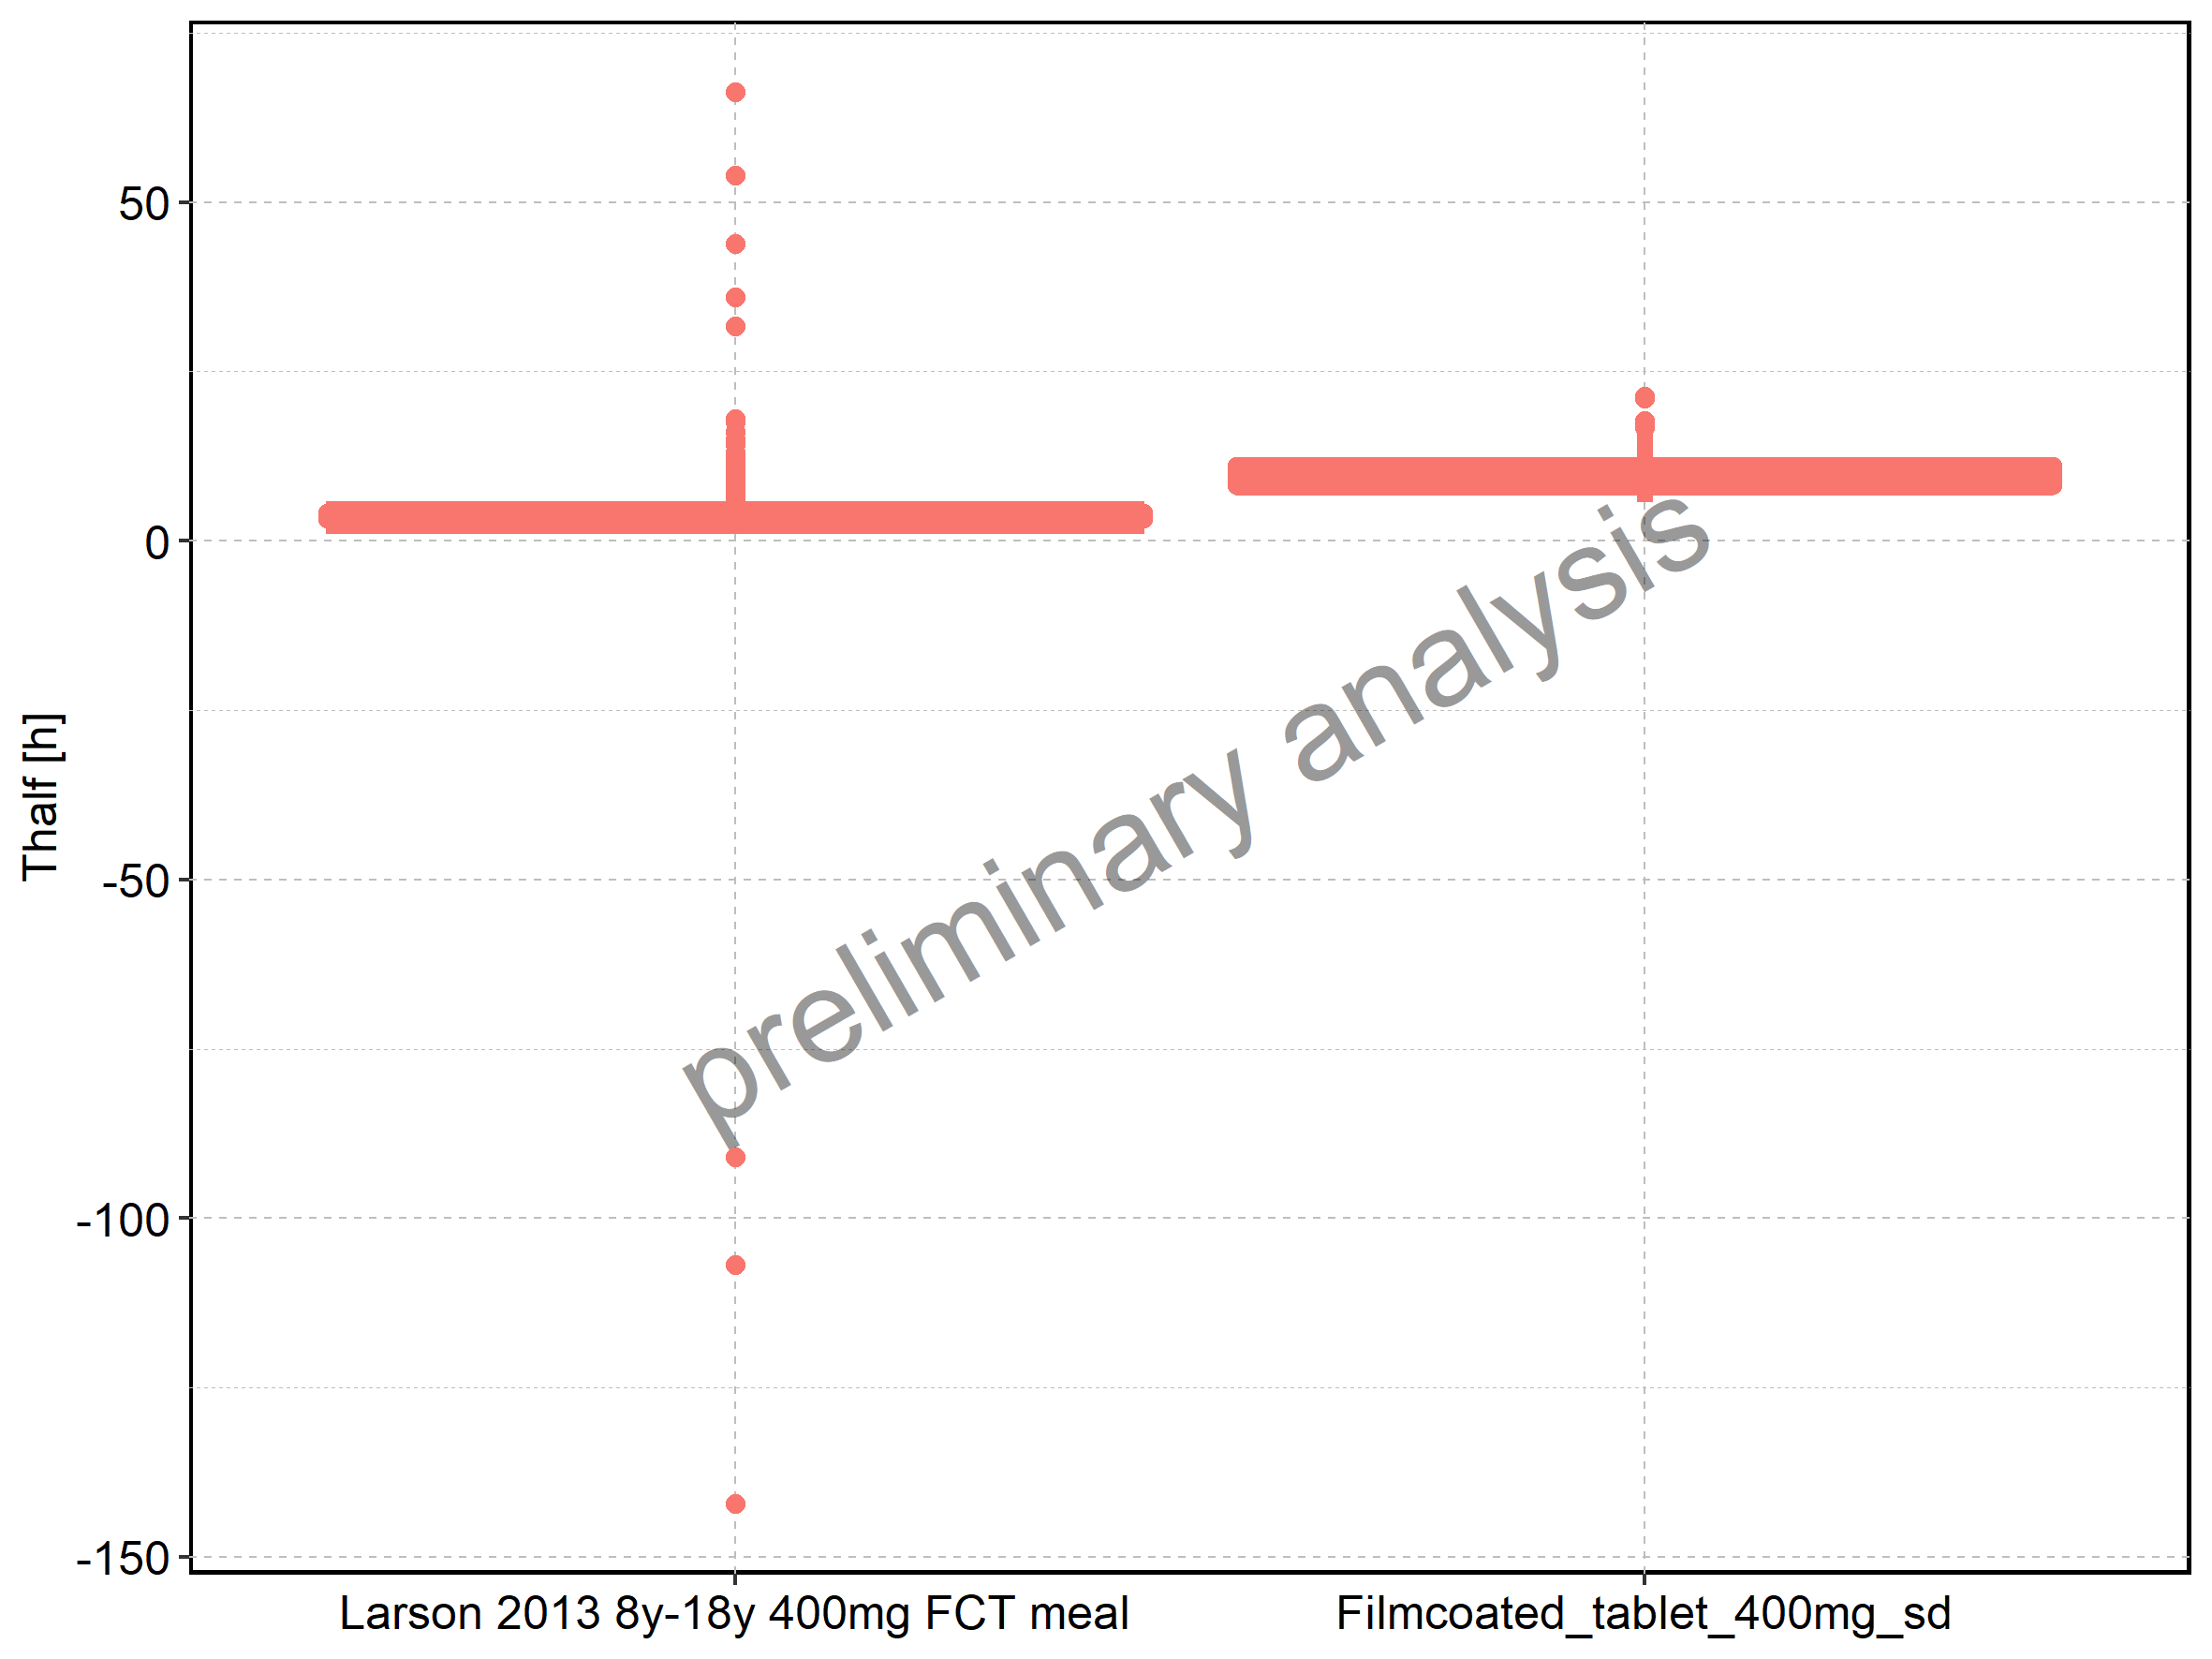 50
0
-50
-100
-150
Thalf [h]
preliminary analysis
Larson 2013 8y-18y 400mg FCT meal
Filmcoated_tablet_400mg_sd